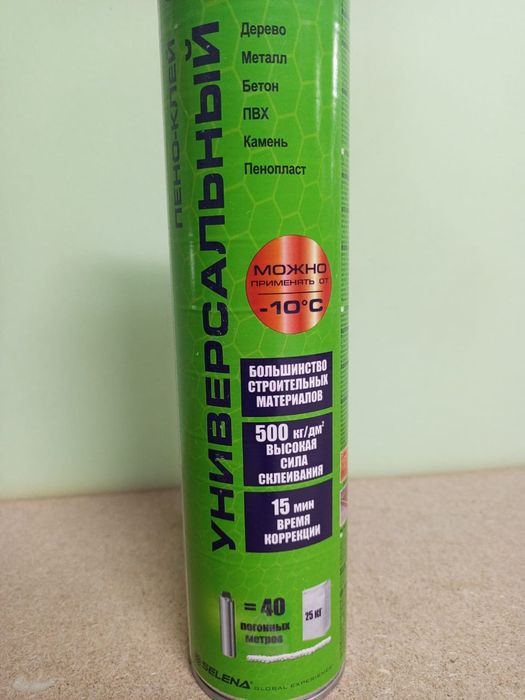 ПЕНО-КЛЕЙ
УНИВЕРСАЛЬНЫЙ
Дерево
Металл
Бетон
ПВХ
Камень
Пенопласт
МОЖНО
ПРИМЕНЯТЬ ОТ
-10°С
БОЛЬШИНСТВО
СТРОИТЕЛЬНЫХ
МАТЕРИАЛОВ
500 кг/дм²
ВЫСОКАЯ
СИЛА
СКЛЕИВАНИЯ
15 мин
ВРЕМЯ
КОРРЕКЦИИ
= 40
погонных
метров
25 КГ
SELENA
GLOBAL EXPERIENCE